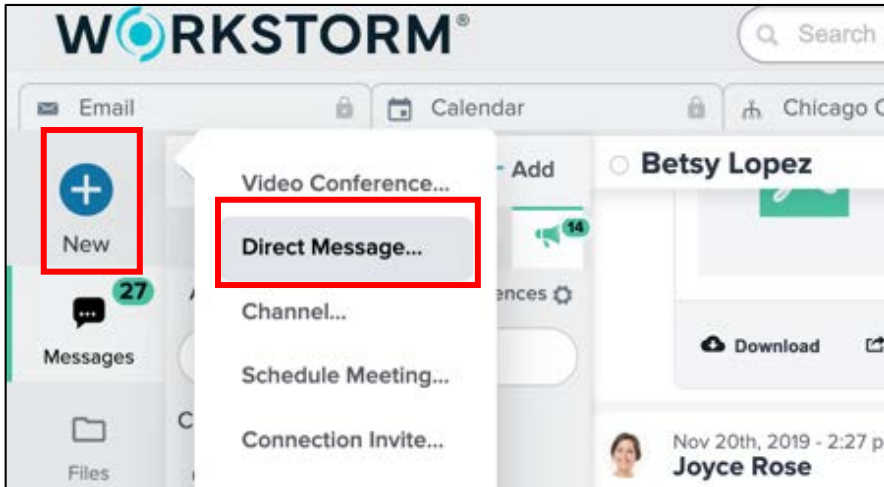 WORKSTORM®
Search
Email
Calendar
Chicago
Video Conference...
Add
Betsy Lopez
New
Direct Message...
14
27
Channel...
Messages
Download
Schedule Meeting...
Connection Invite...
Files
Nov 20th, 2019 - 2:27 p
Joyce Rose